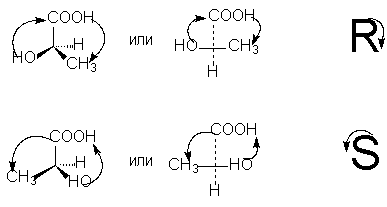 COOH COOH
H или HO CH₃ R
HO CH₃
H
COOH COOH
H или CH₃ HO S
CH₃ HO
H